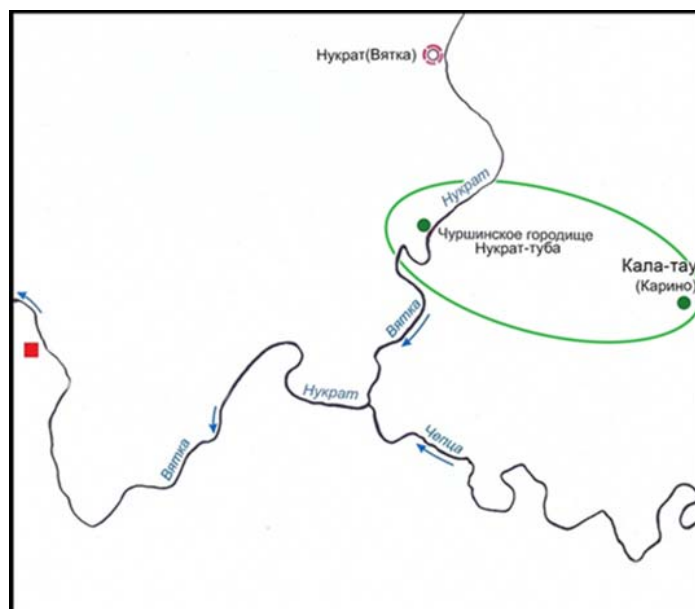 Нукрат(Вятка)
Нукрат
Чуршинское городище
Нукрат-туба
Кала-тау
(Карино)
Вятка
Нукрат
Чепца
Вятка